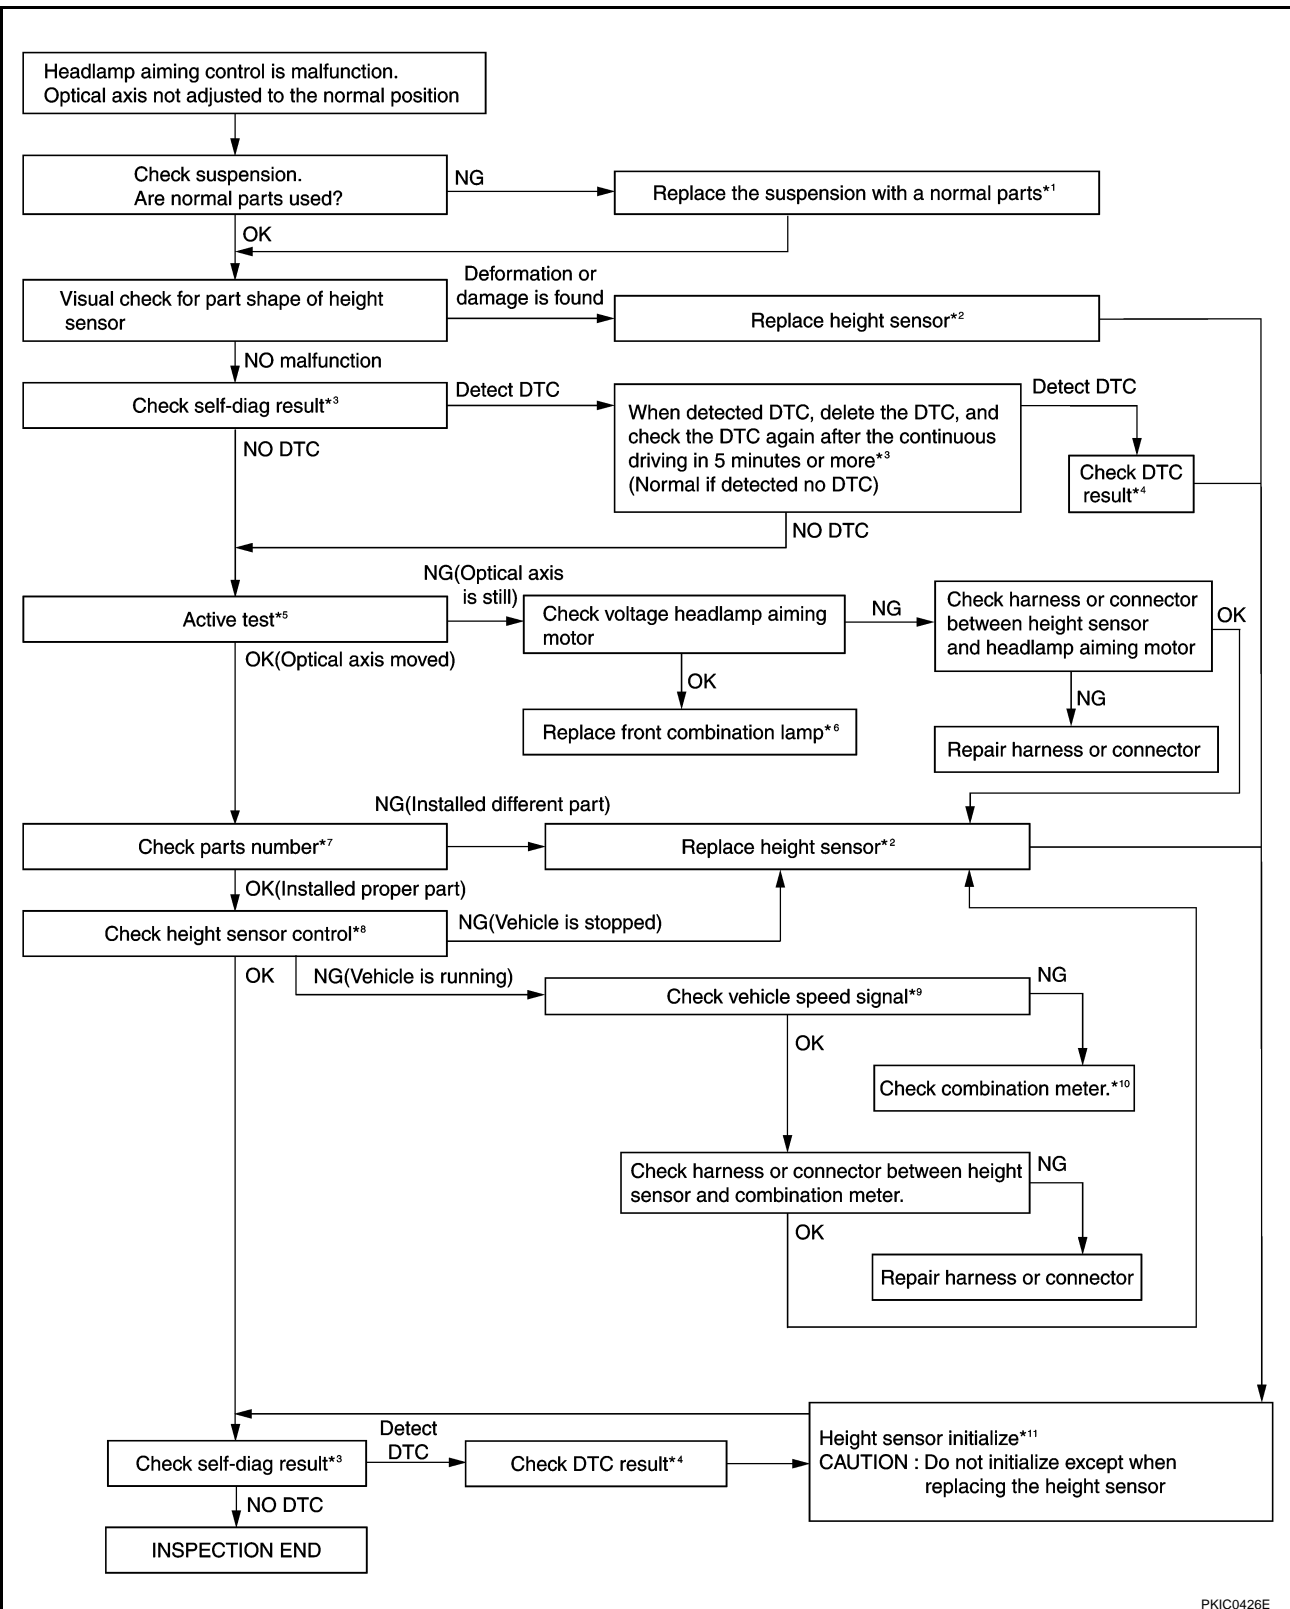 Headlamp aiming control is malfunction.
Optical axis not adjusted to the normal position
Check suspension.
Are normal parts used?
NG
Replace the suspension with a normal parts*1
OK
Visual check for part shape of height
sensor
Deformation or
damage is found
Replace height sensor*2
NO malfunction
Check self-diag result*3
Detect DTC
When detected DTC, delete the DTC, and
check the DTC again after the continuous
driving in 5 minutes or more*3
(Normal if detected no DTC)
Detect DTC
Check DTC
result*4
NO DTC
NO DTC
Active test*5
NG(Optical axis
is still)
Check voltage headlamp aiming
motor
NG
Check harness or connector
between height sensor
and headlamp aiming motor
OK
OK(Optical axis moved)
OK
NG
Replace front combination lamp*6
Repair harness or connector
NG(Installed different part)
Check parts number*7
Replace height sensor*2
OK(Installed proper part)
Check height sensor control*8
NG(Vehicle is stopped)
OK
NG(Vehicle is running)
Check vehicle speed signal*9
NG
OK
Check combination meter.*10
Check harness or connector between height
sensor and combination meter.
NG
OK
Repair harness or connector
Height sensor initialize*11
CAUTION : Do not initialize except when
replacing the height sensor
Check self-diag result*3
Detect
DTC
Check DTC result*4
NO DTC
INSPECTION END
PKIC0426E